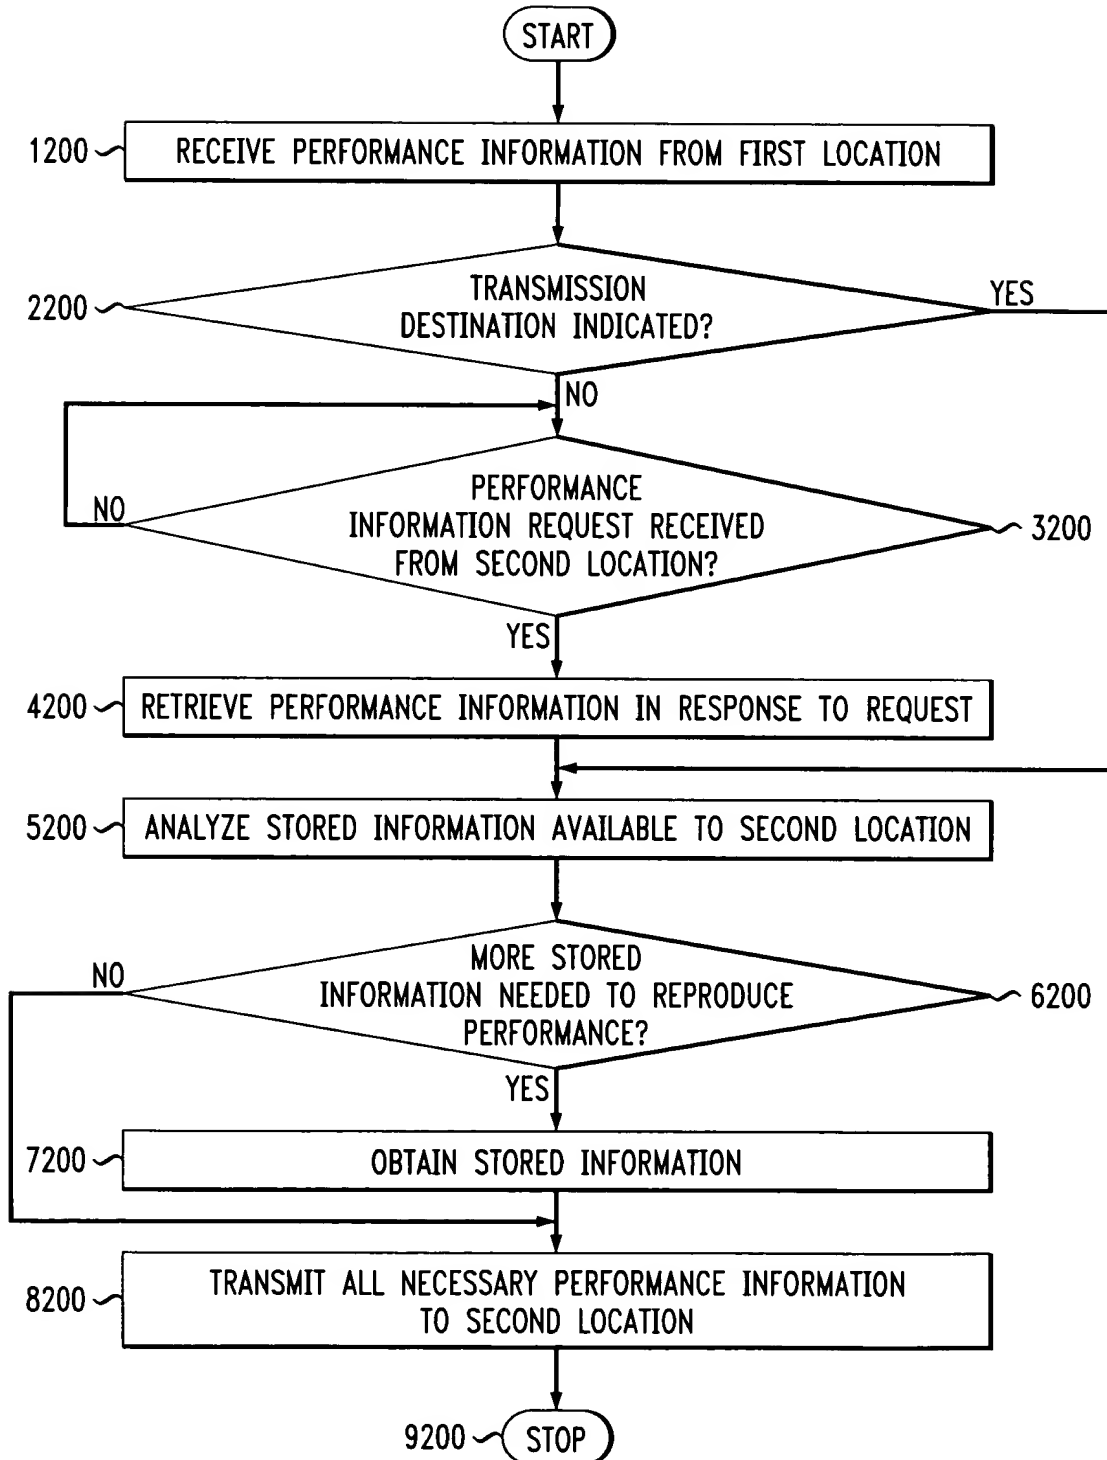 START
1200
RECEIVE PERFORMANCE INFORMATION FROM FIRST LOCATION
2200
TRANSMISSION
DESTINATION INDICATED?
YES
NO
PERFORMANCE
INFORMATION REQUEST RECEIVED
FROM SECOND LOCATION?
NO
3200
YES
4200
RETRIEVE PERFORMANCE INFORMATION IN RESPONSE TO REQUEST
5200
ANALYZE STORED INFORMATION AVAILABLE TO SECOND LOCATION
NO
MORE STORED
INFORMATION NEEDED TO REPRODUCE
PERFORMANCE?
6200
YES
7200
OBTAIN STORED INFORMATION
8200
TRANSMIT ALL NECESSARY PERFORMANCE INFORMATION
TO SECOND LOCATION
9200
STOP